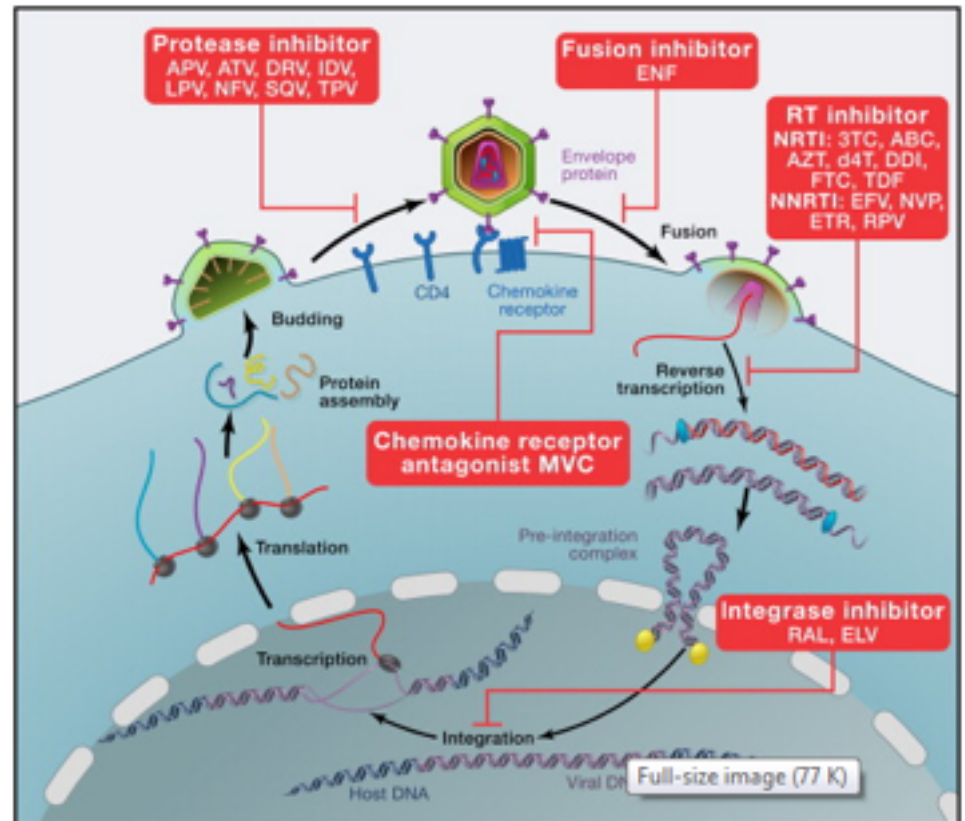 Protease inhibitor
APV, ATV, DRV, IDV,
LPV, NFV, SQV, TPV
Fusion inhibitor
ENF
RT inhibitor
NRTI: 3TC, ABC,
AZT, d4T, DDI,
FTC, TDF
NNRTI: EFV, NVP,
ETR, RPV
Envelope
protein
Fusion
CD4
Chemokine
receptor
Budding
Protein
assembly
Reverse
transcription
Chemokine receptor
antagonist MVC
Translation
Pre-integration
complex
Integrase inhibitor
RAL, ELV
Transcription
Integration
Host DNA
Viral
Full-size image (77 K)